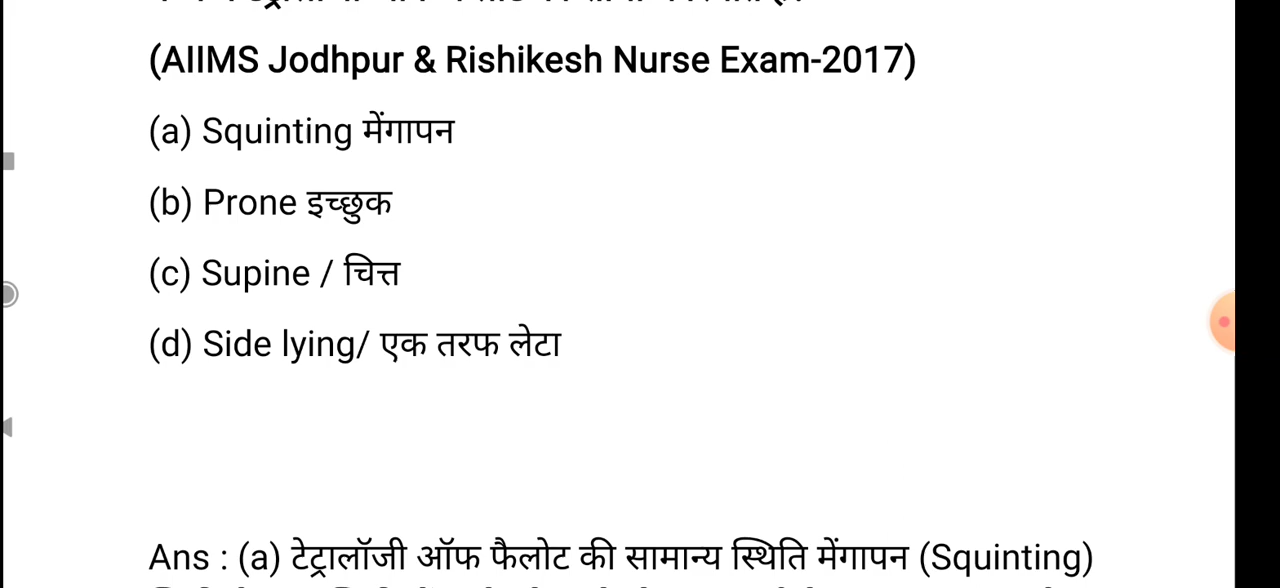 (AIIMS Jodhpur & Rishikesh Nurse Exam-2017)
(a) Squinting मेंगापन
(b) Prone इच्छुक
(c) Supine / चित्त
(d) Side lying/ एक तरफ लेटा
Ans : (a) टेट्रालॉजी ऑफ फैलोट की सामान्य स्थिति मेंगापन (Squinting)